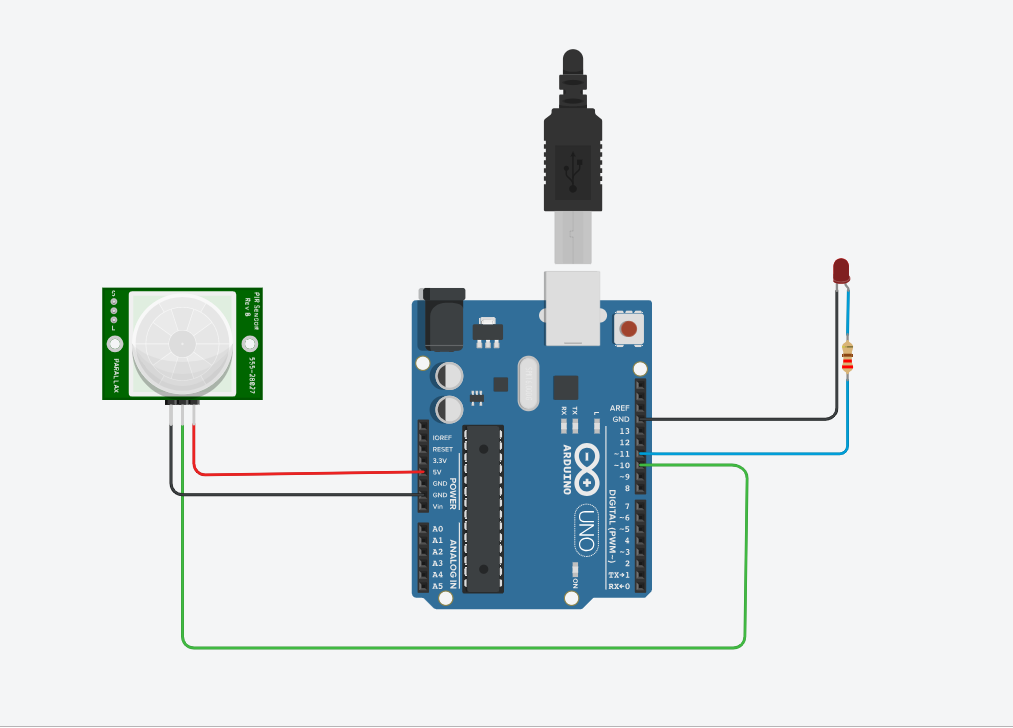 PIR Sensor
Rev B
555-28027
PARALLAX
IOREF
RESET
3.3V
5V
GND
GND
Vin
POWER
A0
A1
A2
A3
A4
A5
ANALOG IN
AREF
GND
13
12
~11
~10
~9
8
7
~6
~5
4
~3
2
TX→1
RX←0
DIGITAL (PWM~)
RX
TX
L
ARDUINO
UNO
ON